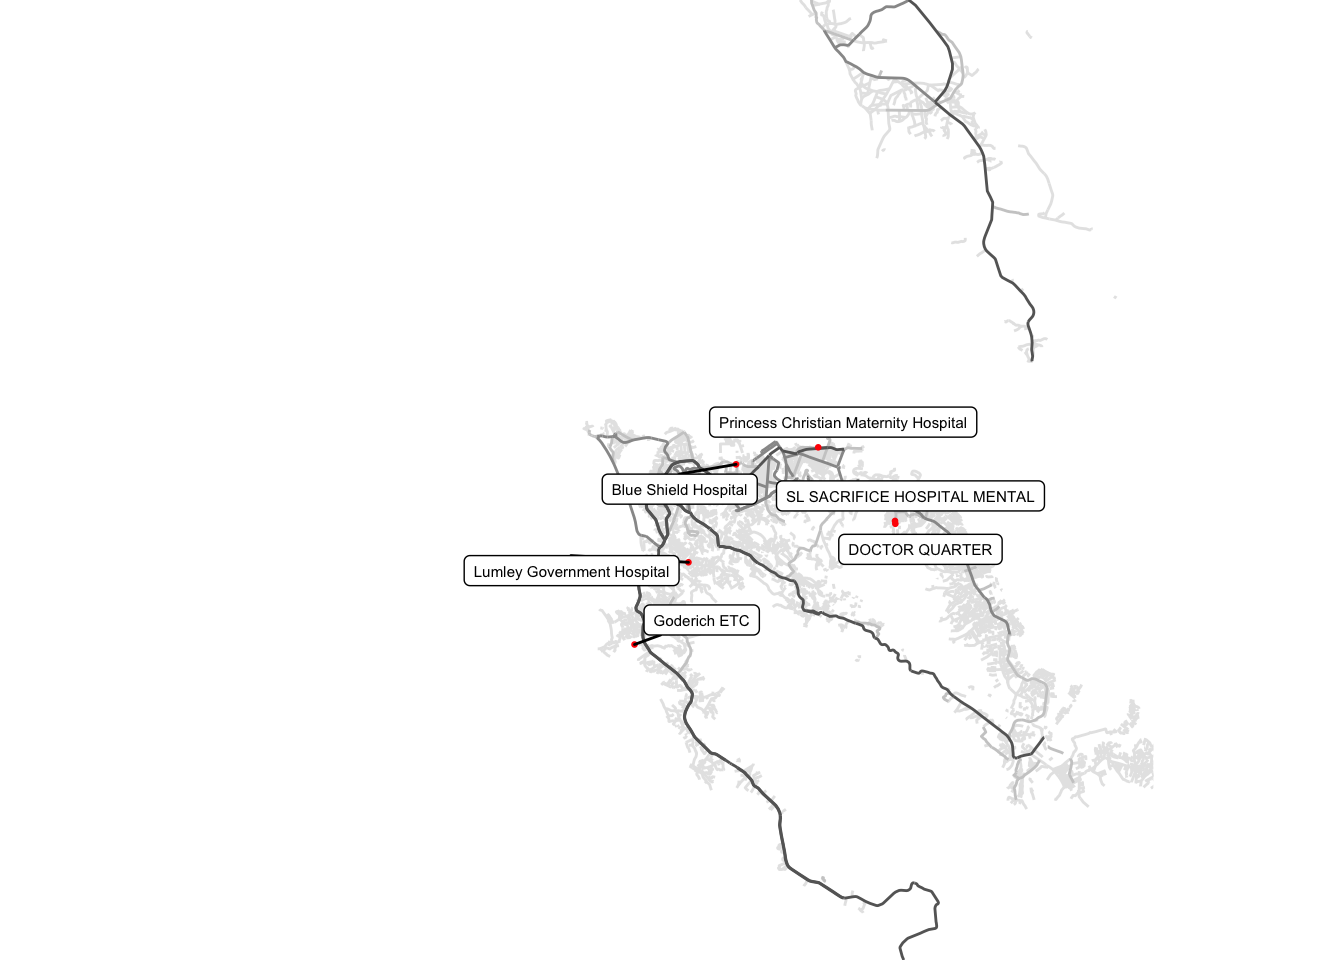 Princess Christian Maternity Hospital
Blue Shield Hospital
SL SACRIFICE HOSPITAL MENTAL
DOCTOR QUARTER
Lumley Government Hospital
Goderich ETC